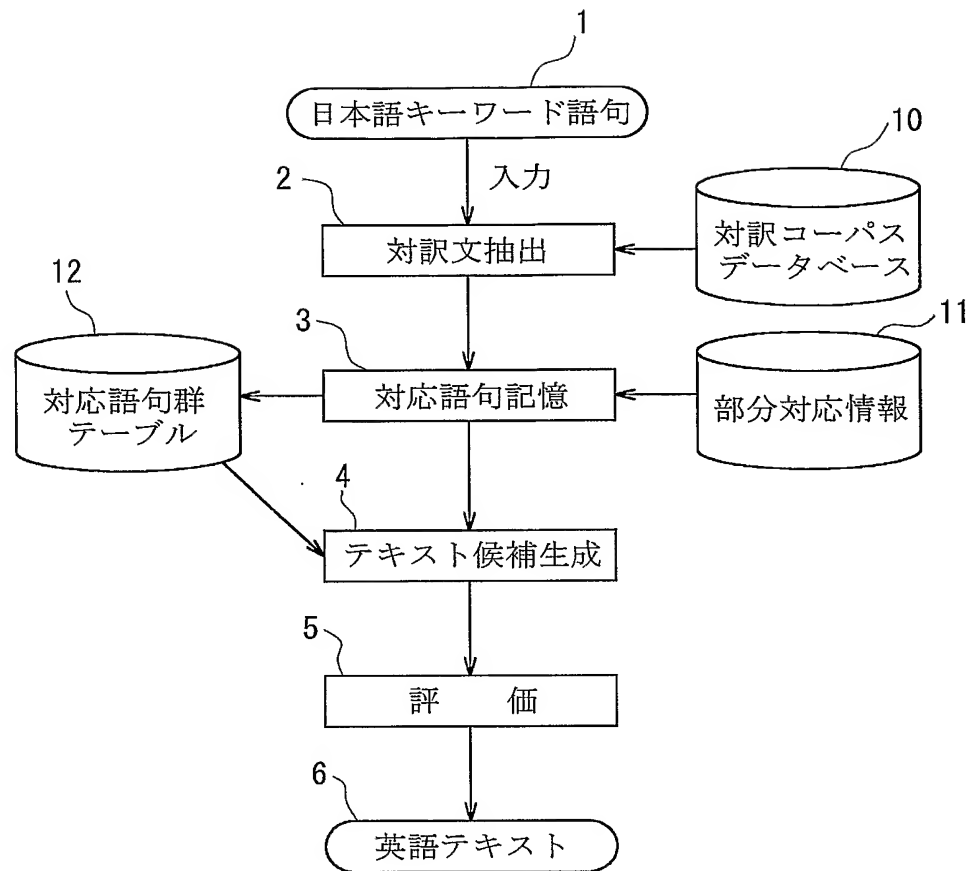 1
日本語キーワード語句
10
2
入力
対訳文抽出
対訳コーパス
データベース
12
3
11
対応語句群
テーブル
対応語句記憶
部分対応情報
4
テキスト候補生成
5
評 価
6
英語テキスト